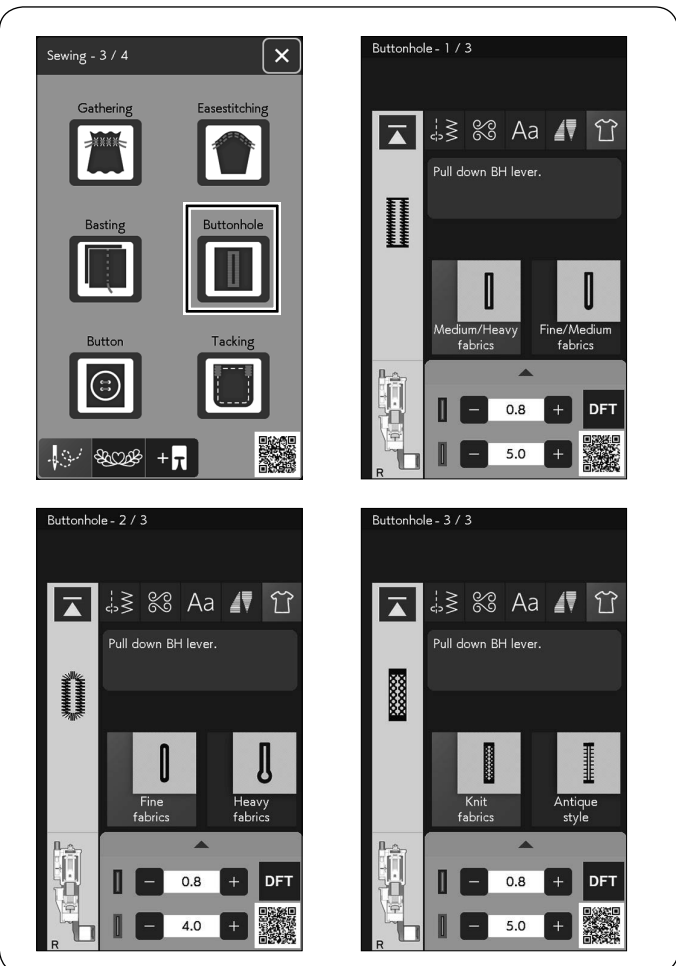 Sewing - 3 / 4
Gathering
Easestitching
Basting
Buttonhole
Button
Tacking
Buttonhole - 1 / 3
Aa
Pull down BH lever.
Medium/Heavy
fabrics
Fine/Medium
fabrics
0.8
DFT
5.0
R
Buttonhole - 2 / 3
Aa
Pull down BH lever.
Fine
fabrics
Heavy
fabrics
0.8
DFT
4.0
R
Buttonhole - 3 / 3
Aa
Pull down BH lever.
Knit
fabrics
Antique
style
0.8
DFT
5.0
R